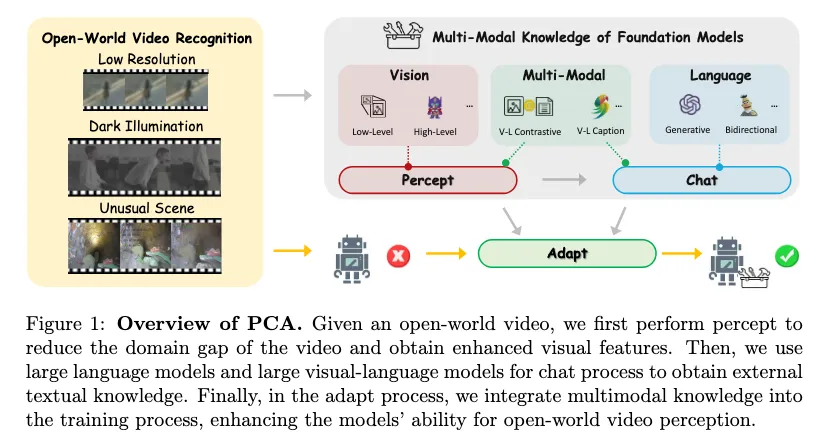 Open-World Video Recognition
Low Resolution
Dark Illumination
Unusual Scene
Multi-Modal Knowledge of Foundation Models
Vision
Low-Level
High-Level
...
Multi-Modal
V-L Contrastive
V-L Caption
...
Language
Generative
Bidirectional
...
Percept
Chat
Adapt
Figure 1: Overview of PCA. Given an open-world video, we first perform percept to
reduce the domain gap of the video and obtain enhanced visual features. Then, we use
large language models and large visual-language models for chat process to obtain external
textual knowledge. Finally, in the adapt process, we integrate multimodal knowledge into
the training process, enhancing the models' ability for open-world video perception.